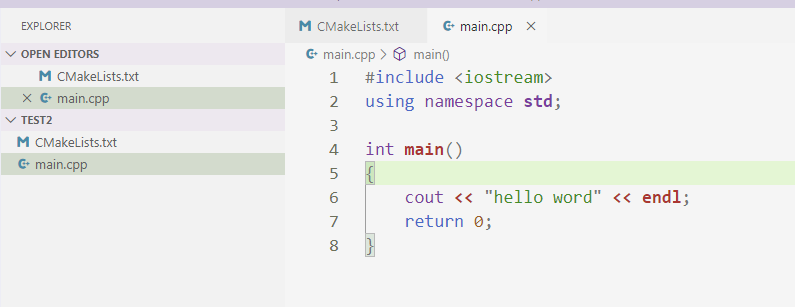 EXPLORER
OPEN EDITORS
CMakeLists.txt
main.cpp
TEST2
CMakeLists.txt
main.cpp
CMakeLists.txt main.cpp
main.cpp > main()
1 #include <iostream>
2 using namespace std;
3
4 int main()
5 {
6 cout << "hello word" << endl;
7 return 0;
8 }